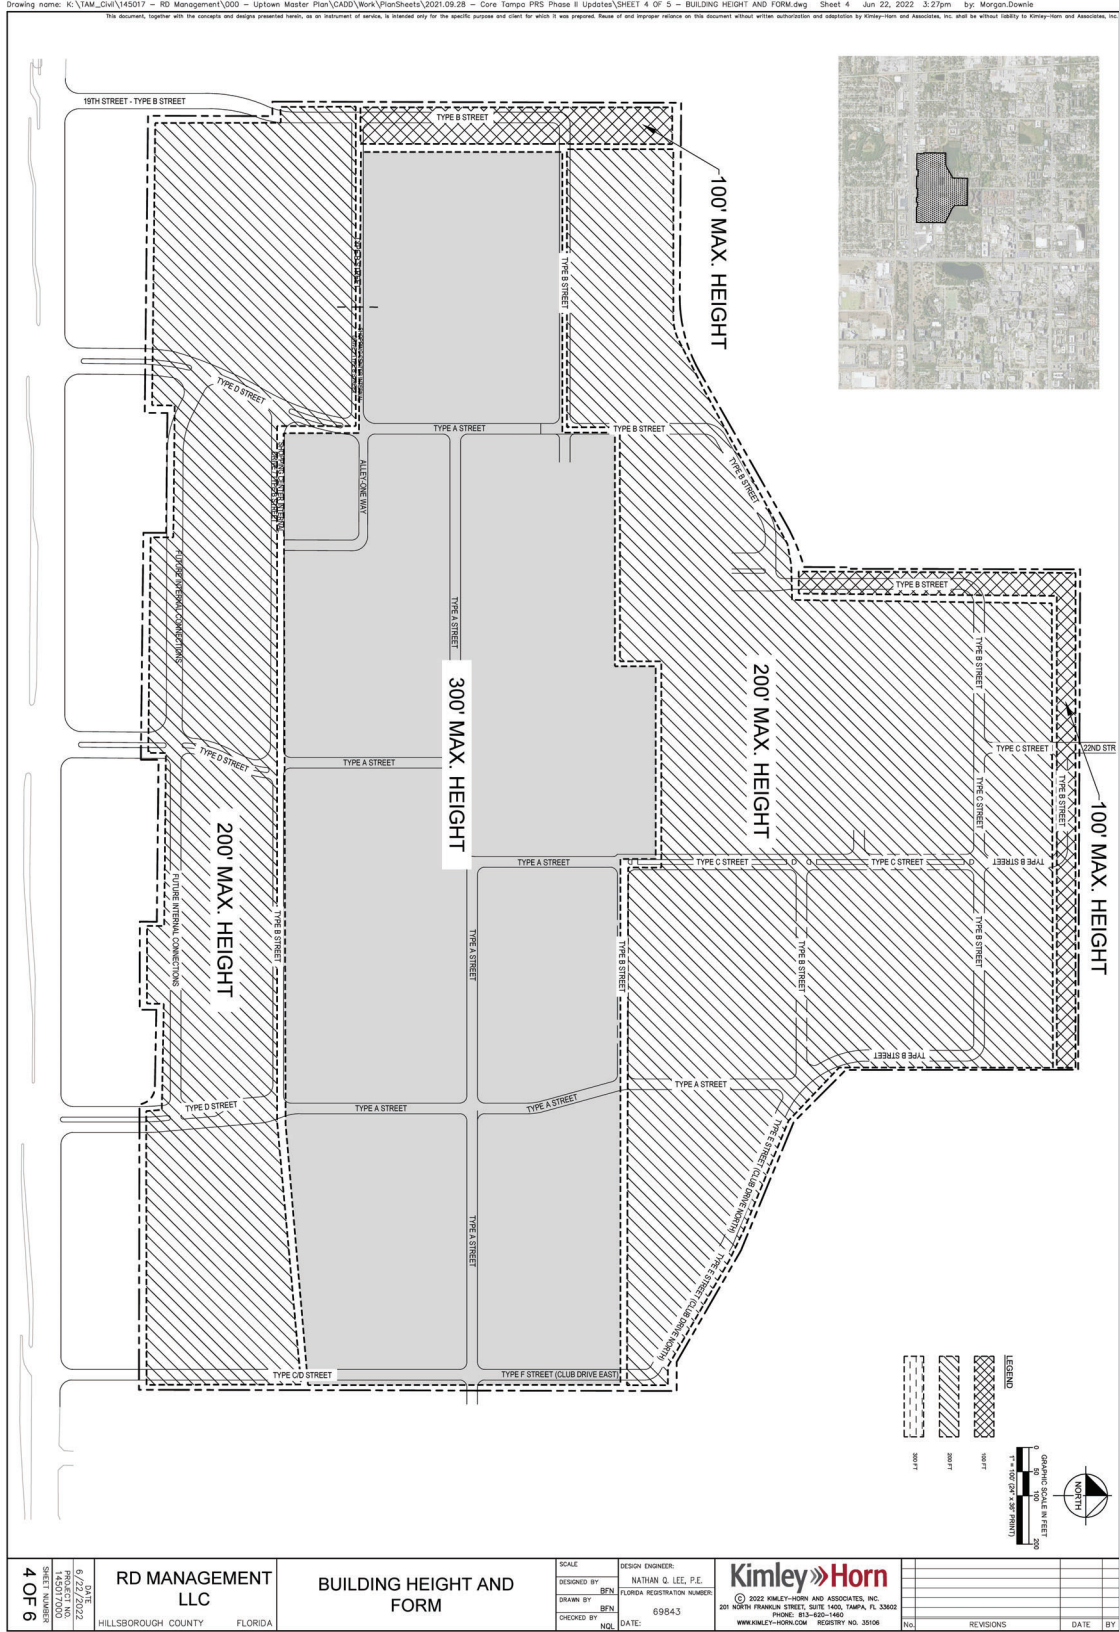 Drawing name: K:\TAM_Civil\145017 - RD Management\000 - Uptown Master Plan\CADD\Work\PlanSheets\2021.09.28 - Core Tampa PRS Phase II Updates\SHEET 4 OF 5 - BUILDING HEIGHT AND FORM.dwg Sheet 4 Jun 22, 2022 3:27pm by: Morgan.Downie
This document, together with the concepts and designs presented herein, as an instrument of service, is intended only for the specific purpose and client for which it was prepared. Reuse of and improper reliance on this document without written authorization and adaptation by Kimley-Horn and Associates, Inc. shall be without liability to Kimley-Horn and Associates, Inc.
19TH STREET - TYPE B STREET
TYPE B STREET
100' MAX. HEIGHT
TYPE B STREET
TYPE D STREET
TYPE A STREET
TYPE B STREET
TYPE B STREET
ALLEY-ONE WAY
FUTURE INTERNAL CONNECTIONS
TYPE A STREET
TYPE B STREET
TYPE B STREET
300' MAX. HEIGHT
200' MAX. HEIGHT
TYPE C STREET
22ND STR
TYPE D STREET
TYPE A STREET
TYPE C STREET
TYPE B STREET
100' MAX. HEIGHT
200' MAX. HEIGHT
TYPE A STREET
TYPE C STREET
TYPE C STREET
TYPE B STREET
FUTURE INTERNAL CONNECTIONS
TYPE B STREET
TYPE A STREET
TYPE B STREET
TYPE B STREET
TYPE B STREET
TYPE B STREET
TYPE D STREET
TYPE A STREET
TYPE A STREET
TYPE A STREET
TYPE E STREET (CLUB DRIVE NORTH)
TYPE E STREET (CLUB DRIVE NORTH)
TYPE A STREET
TYPE C/D STREET
TYPE F STREET (CLUB DRIVE EAST)
LEGEND
100 FT
200 FT
300 FT
GRAPHIC SCALE IN FEET
0 50 100 200
1" = 100' (24" x 36" PRINT)
NORTH
4 OF 6
SHEET NUMBER
DATE
6/22/2022
PROJECT NO.
145017000
RD MANAGEMENT
LLC
HILLSBOROUGH COUNTY FLORIDA
BUILDING HEIGHT AND
FORM
SCALE
DESIGNED BY
BFN
DRAWN BY
BFN
CHECKED BY
NQL
DESIGN ENGINEER:
NATHAN Q. LEE, P.E.
FLORIDA REGISTRATION NUMBER:
69843
DATE:
Kimley»Horn
© 2022 KIMLEY-HORN AND ASSOCIATES, INC.
201 NORTH FRANKLIN STREET, SUITE 1400, TAMPA, FL 33602
PHONE: 813-620-1460
WWW.KIMLEY-HORN.COM REGISTRY NO. 35106
No. REVISIONS DATE BY